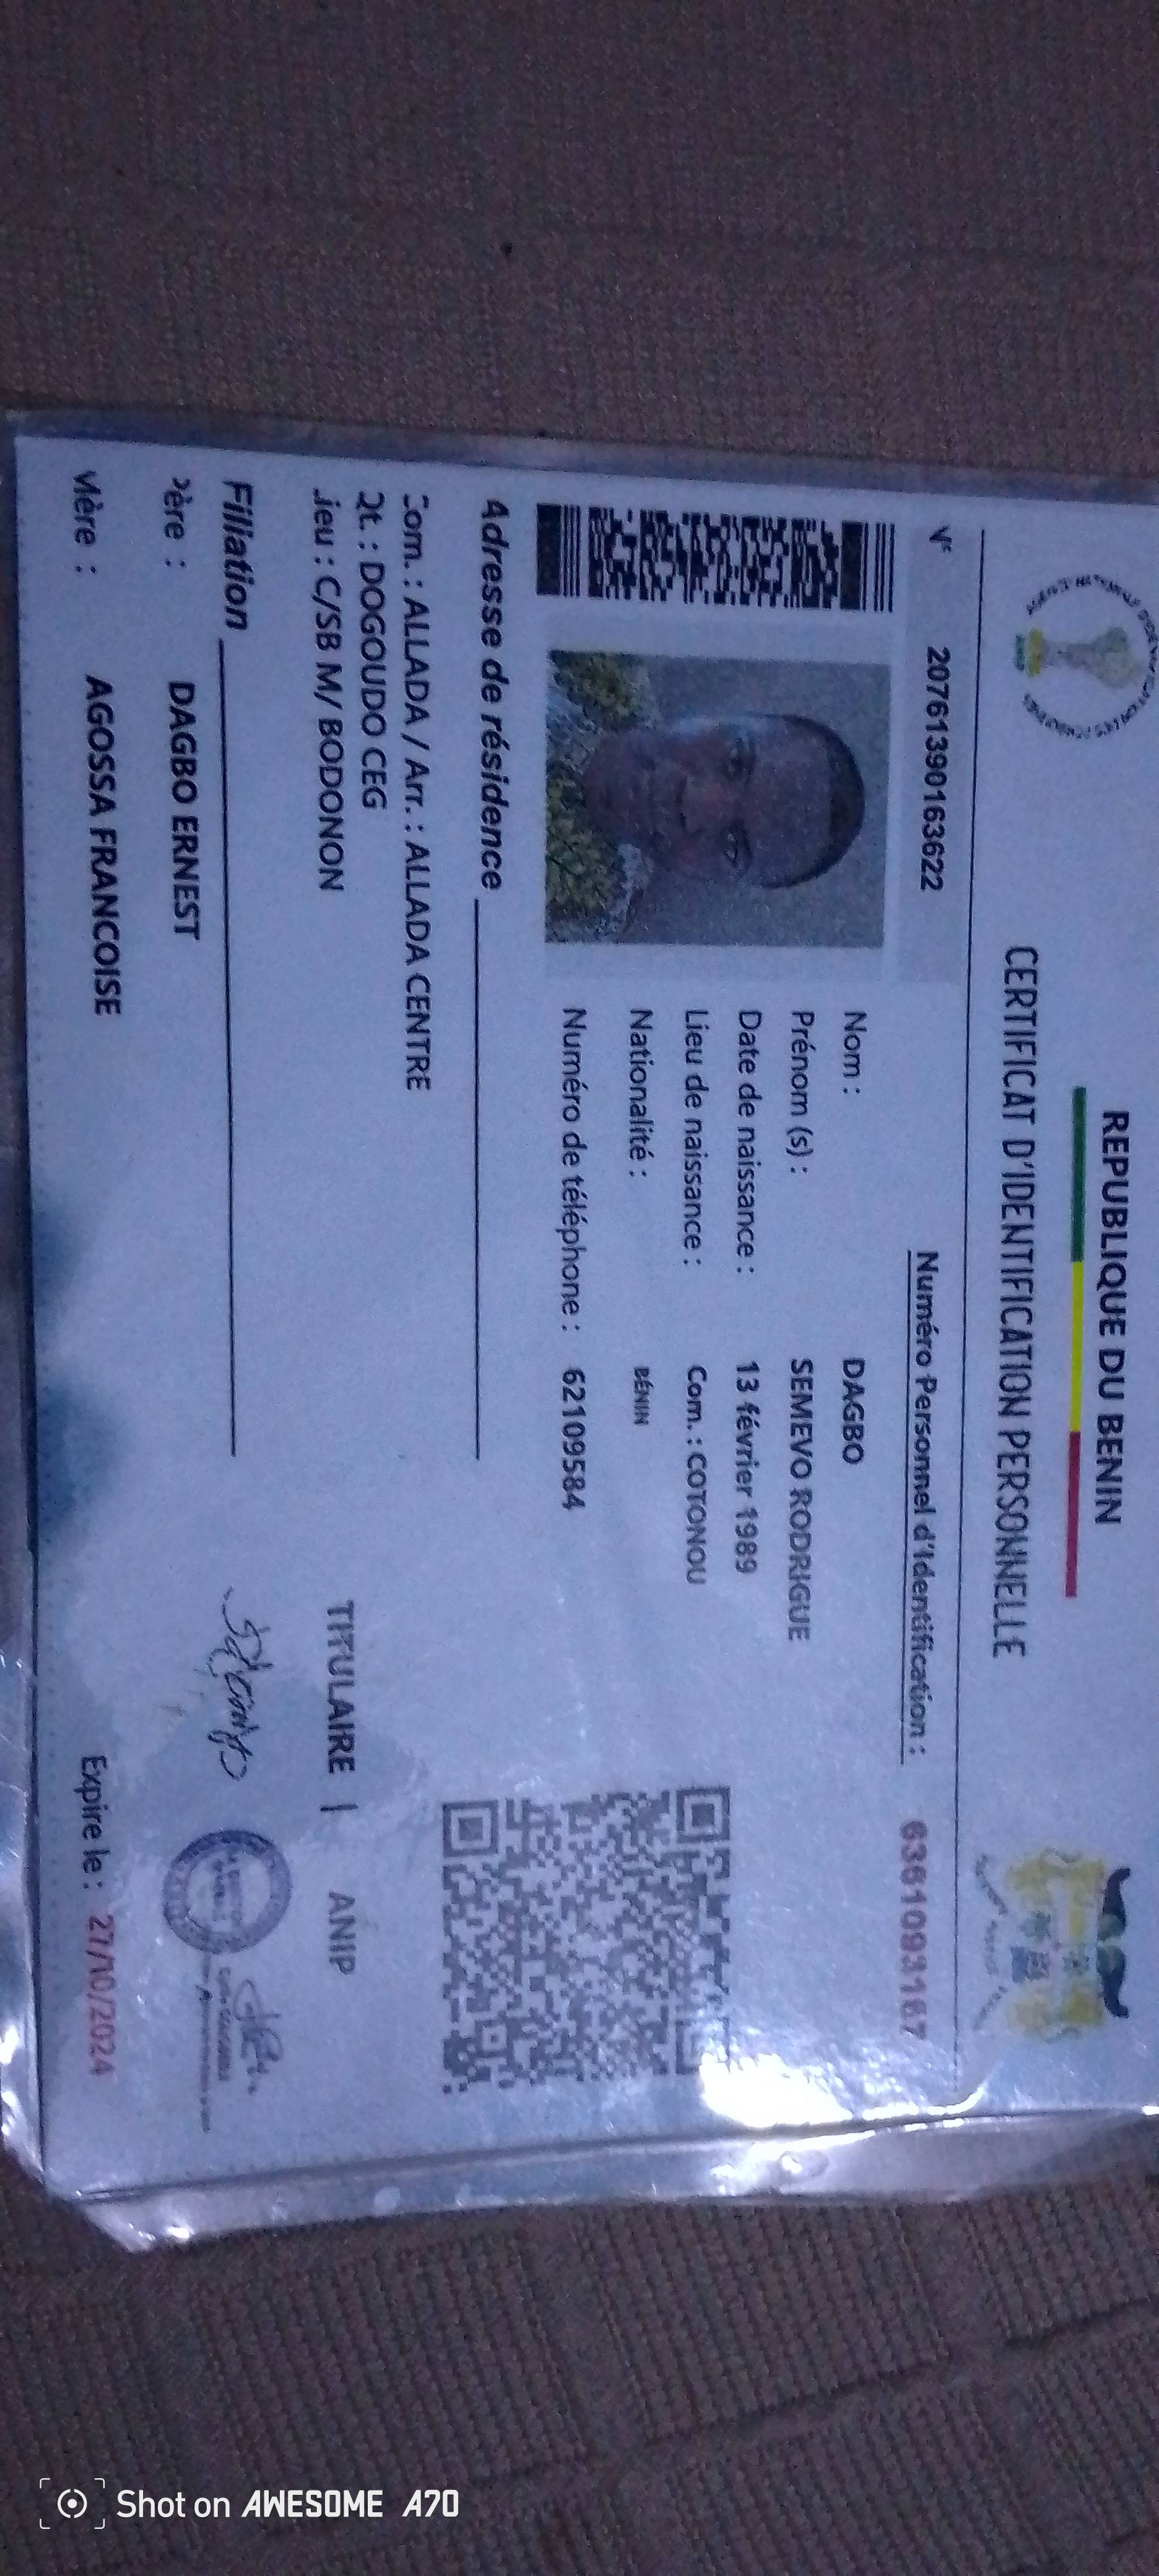 REPUBLIQUE DU BENIN
CERTIFICAT D'IDENTIFICATION PERSONNELLE
N° 2076139016362​2
Numéro Personnel d'Identification : 6361093167
Nom : DAGBO
Prénom (s) : SEMEVO RODRIGUE
Date de naissance : 13 février 1989
Lieu de naissance : Com. : COTONOU
Nationalité : BÉNIN
Numéro de téléphone : 62109584
Adresse de résidence
Com. : ALLADA / Arr. : ALLADA CENTRE
Qt. : DOGOUDO CEG
Lieu : C/SB M/ BODONON
Filiation
Père : DAGBO ERNEST
Mère : AGOSSA FRANCOISE
TITULAIRE | ANIP
Expire le : 27/10/2024
Shot on AWESOME A70